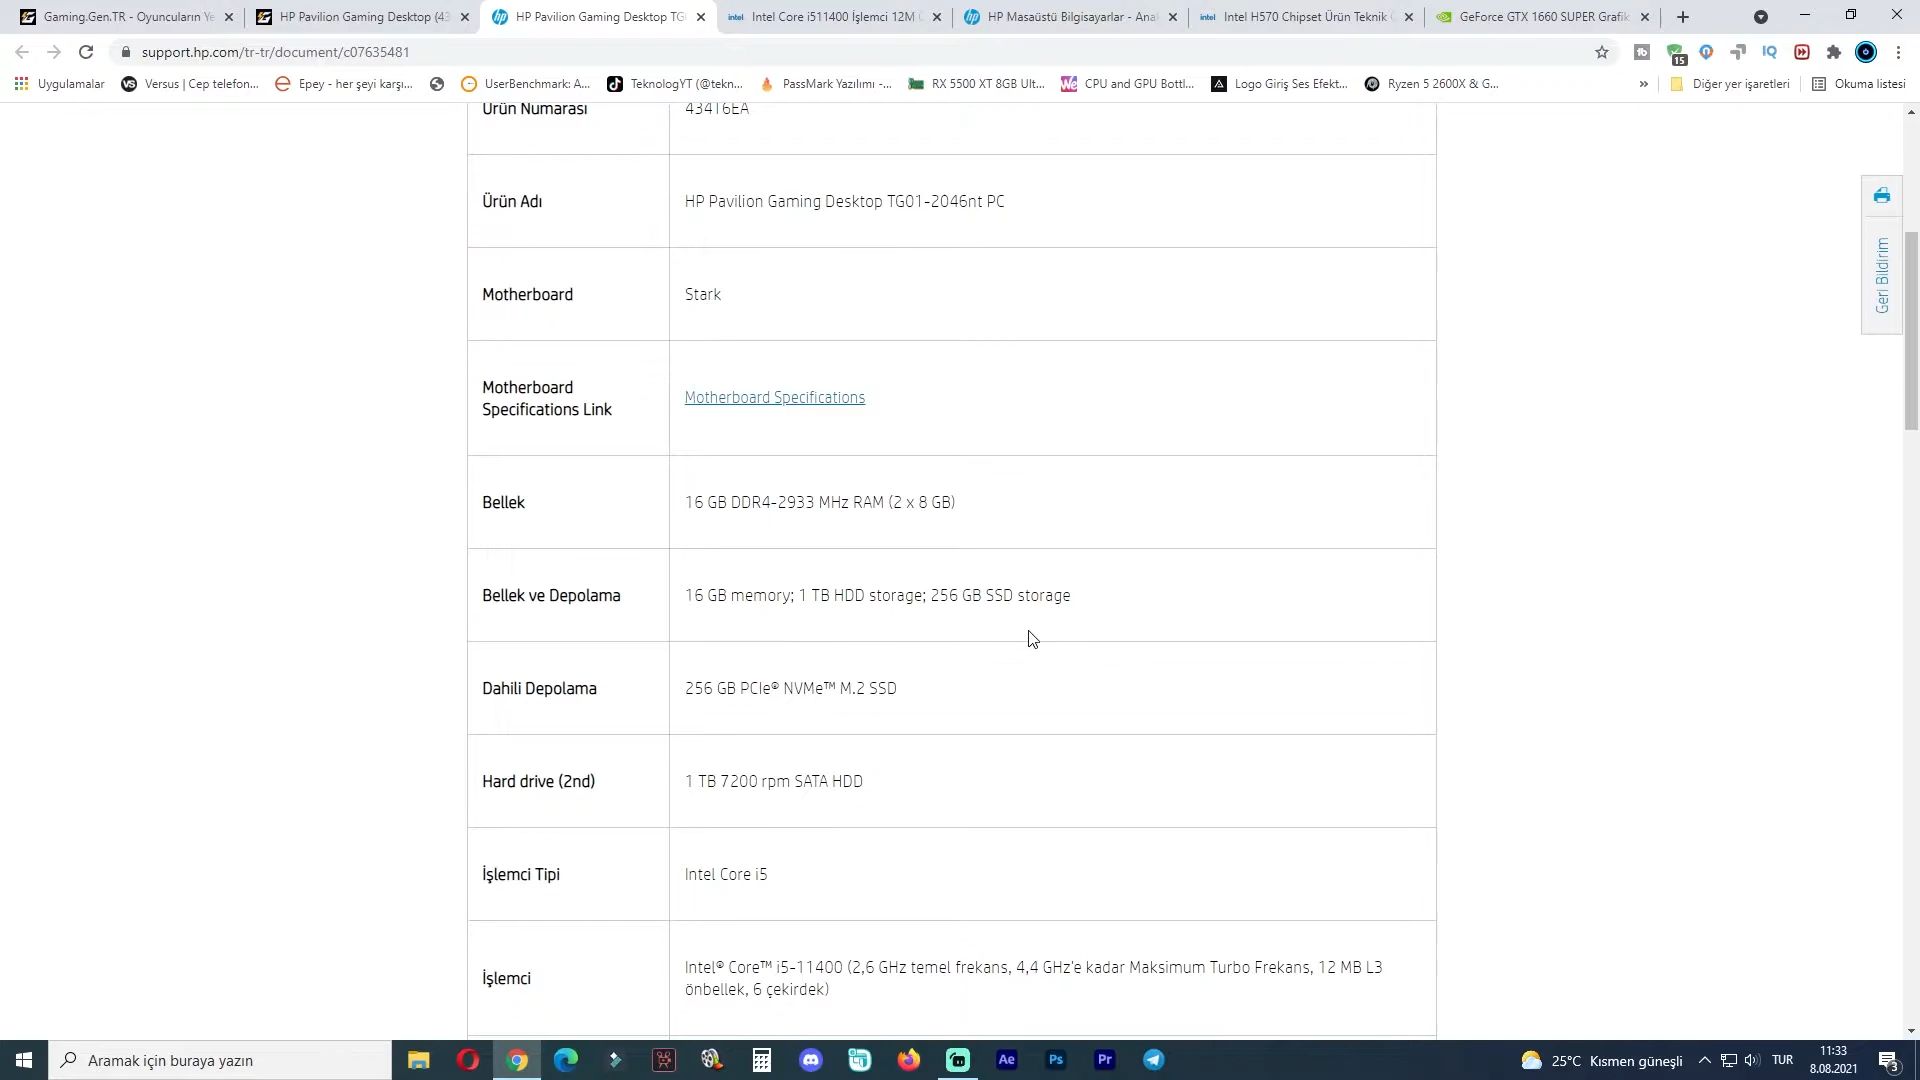 Gaming.Gen.TR - Oyuncuların Ye
HP Pavilion Gaming Desktop (43
HP Pavilion Gaming Desktop TG
Intel Core i511400 İşlemci 12M Ö
HP Masaüstü Bilgisayarlar - Ana
Intel H570 Chipset Ürün Teknik
GeForce GTX 1660 SUPER Grafik
support.hp.com/tr-tr/document/c07635481
15
Uygulamalar
Versus | Cep telefon...
Epey - her şeyi karşı...
UserBenchmark: A...
TeknologYT (@tekn...
PassMark Yazılımı -...
RX 5500 XT 8GB Ult...
CPU and GPU Bottl...
Logo Giriş Ses Efekt...
Ryzen 5 2600X & G...
»
Diğer yer işaretleri
Okuma listesi
Ürün Numarası
434T6EA
Ürün Adı
HP Pavilion Gaming Desktop TG01-2046nt PC
Motherboard
Stark
Motherboard
Specifications Link
Motherboard Specifications
Bellek
16 GB DDR4-2933 MHz RAM (2 x 8 GB)
Bellek ve Depolama
16 GB memory; 1 TB HDD storage; 256 GB SSD storage
Dahili Depolama
256 GB PCIe® NVMe™ M.2 SSD
Hard drive (2nd)
1 TB 7200 rpm SATA HDD
İşlemci Tipi
Intel Core i5
İşlemci
Intel® Core™ i5-11400 (2,6 GHz temel frekans, 4,4 GHz'e kadar Maksimum Turbo Frekans, 12 MB L3
önbellek, 6 çekirdek)
Geri Bildirim
Aramak için buraya yazın
Ae
Ps
Pr
25°C Kısmen güneşli
TUR
11:33
8.08.2021
3